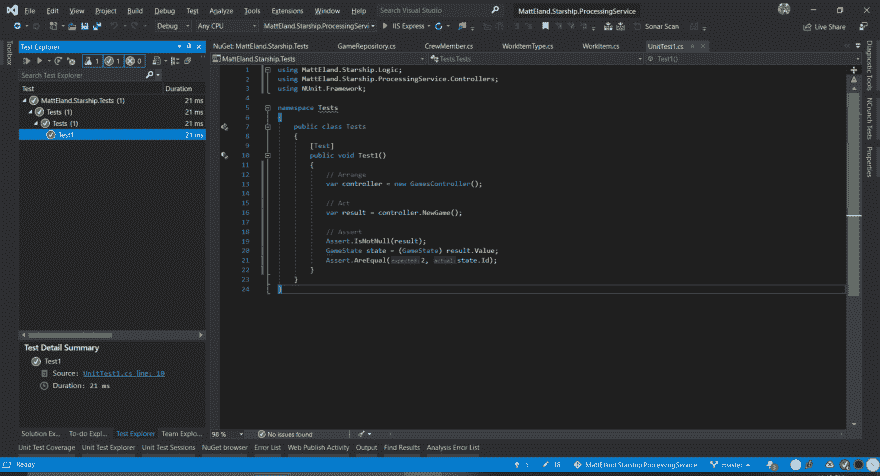 File Edit View Project Build Debug Test Analyze Tools Extensions Window Help Search Visual Studio MattEland.Starship.ProcessingService
Debug Any CPU MattEland.Starship.ProcessingServic IIS Express Sonar Scan Live Share
Toolbox
Test Explorer
1 1 0
Search Test Explorer
Test Duration
MattEland.Starship.Tests (1) 21 ms
Tests (1) 21 ms
Tests (1) 21 ms
Test1 21 ms
NuGet: MattEland.Starship.Tests GameRepository.cs CrewMember.cs WorkItemType.cs WorkItem.cs UnitTest1.cs
MattEland.Starship.Tests Tests.Tests Test1()
1 using MattEland.Starship.Logic;
2 using MattEland.Starship.ProcessingService.Controllers;
3 using NUnit.Framework;
4
5 namespace Tests
6 {
7 public class Tests
8 {
9 [Test]
10 public void Test1()
11 {
12 // Arrange
13 var controller = new GamesController();
14
15 // Act
16 var result = controller.NewGame();
17
18 // Assert
19 Assert.IsNotNull(result);
20 GameState state = (GameState) result.Value;
21 Assert.AreEqual(expected: 2, actual: state.Id);
22 }
23 }
24 }
Diagnostic Tools
NCrunch Tests
Properties
Test Detail Summary
Test1
Source: UnitTest1.cs line: 10
Duration: 21 ms
Solution Ex... To-do Expl... Test Explorer Team Explo...
98 % No issues found
Unit Test Coverage Unit Test Explorer Unit Test Sessions NuGet browser Error List Web Publish Activity Output Find Results Analysis Error List
Ready 18 MattEland.Starship.ProcessingService master